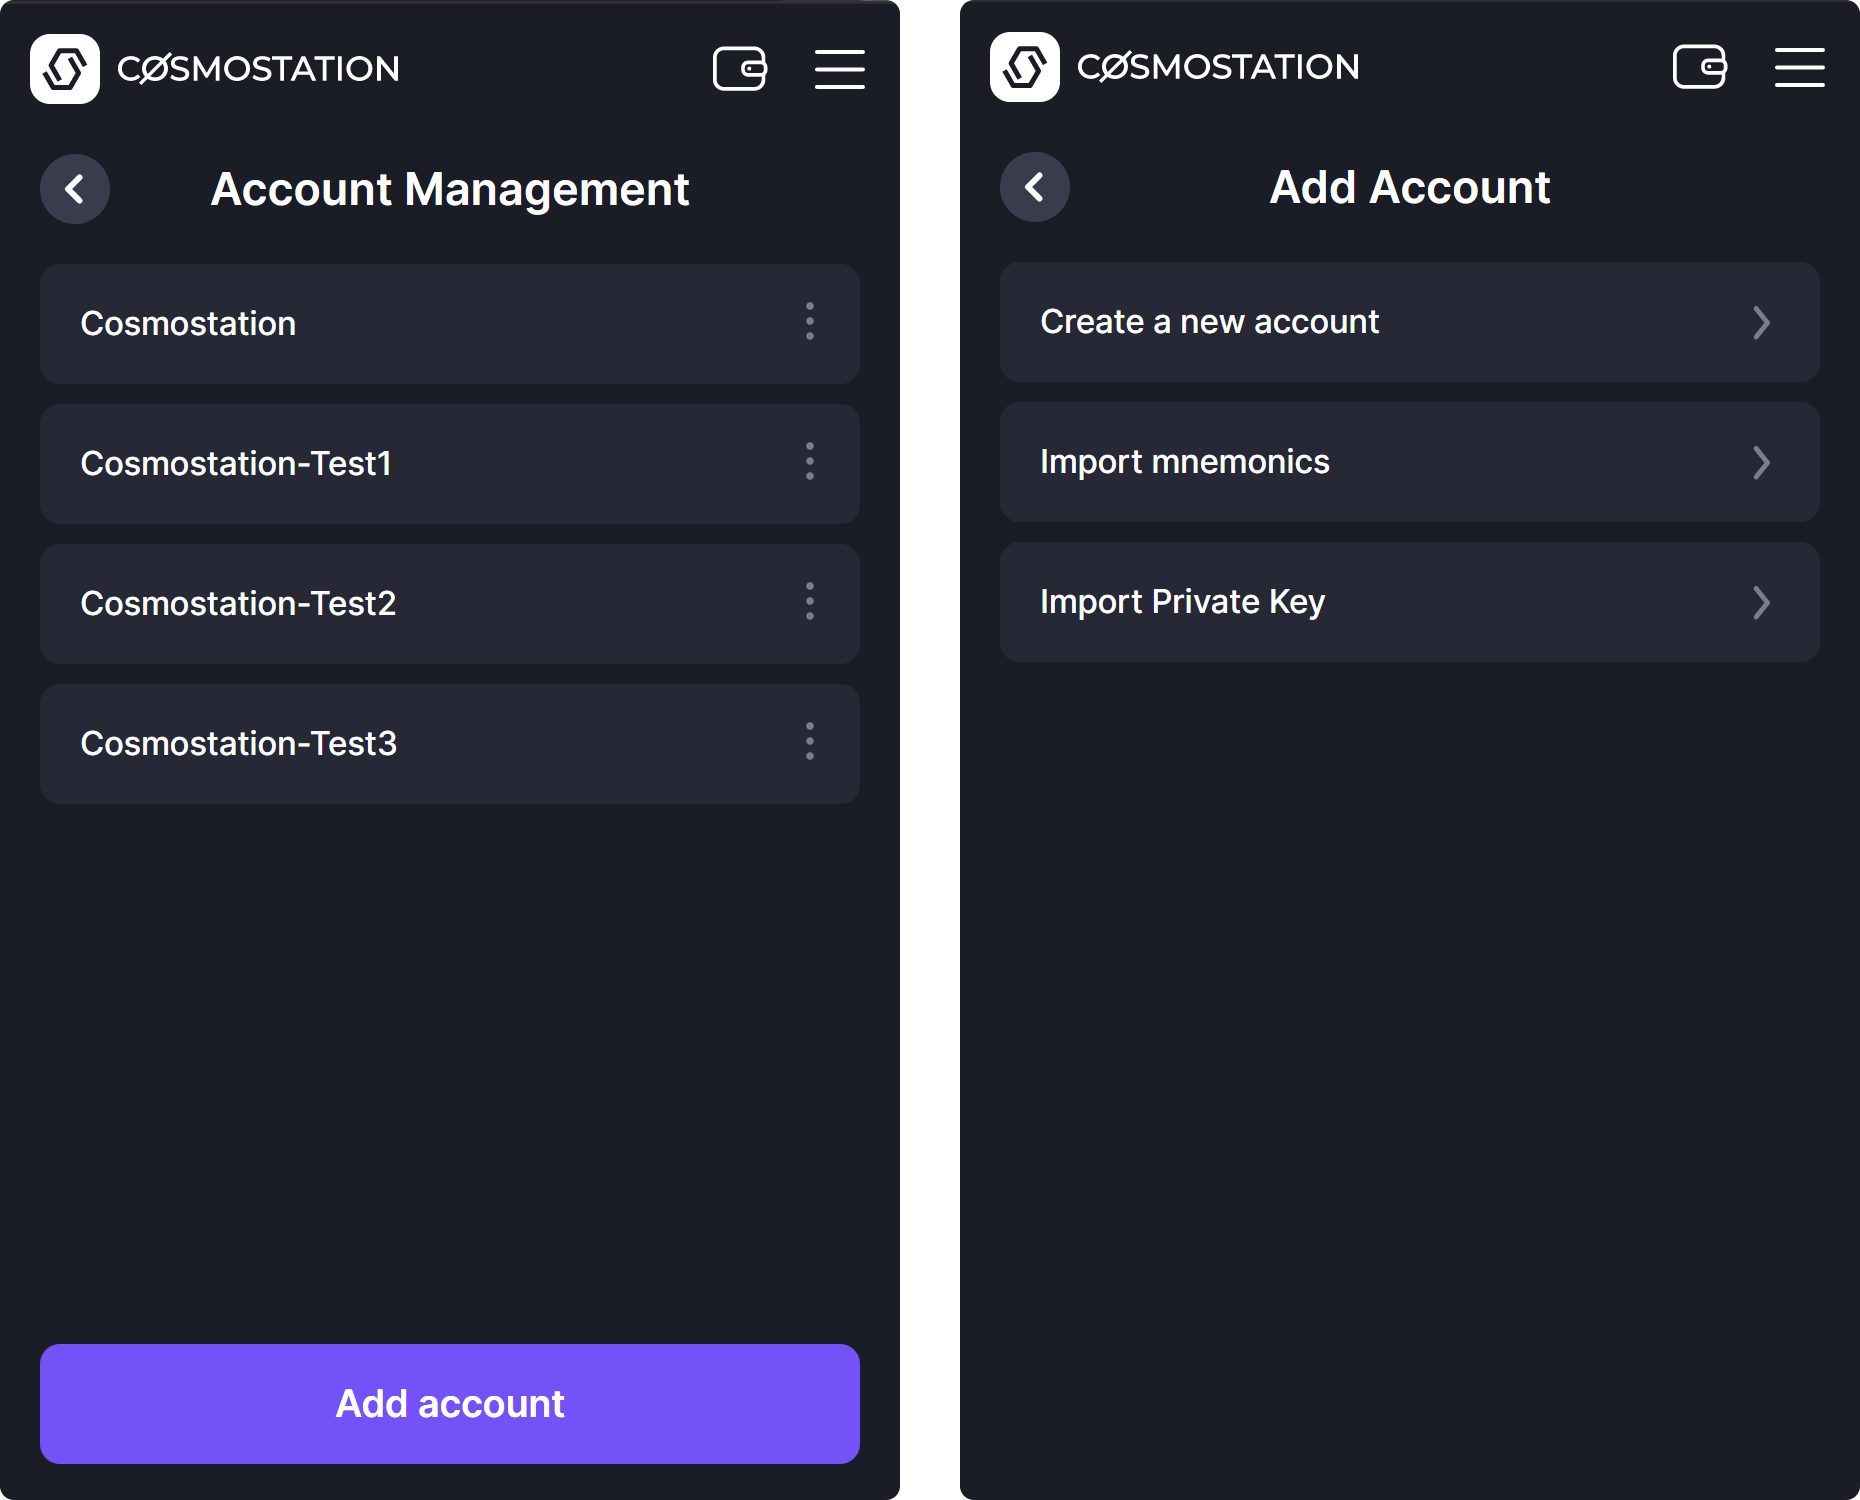 CØSMOSTATION
Account Management
Cosmostation
Cosmostation-Test1
Cosmostation-Test2
Cosmostation-Test3
Add account
CØSMOSTATION
Add Account
Create a new account
Import mnemonics
Import Private Key